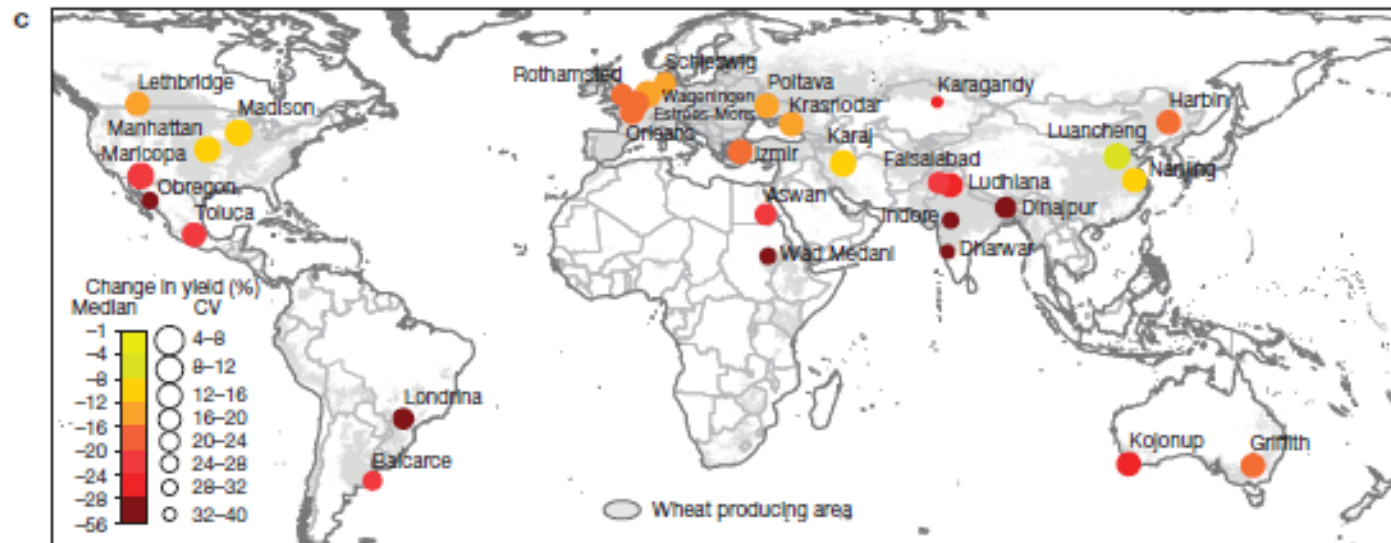 c
Lethbridge
Madison
Manhattan
Maricopa
Obregon
Toluca
Rothamsted
Schleswig
Wageningen
Estrées-Mons
Orleans
Poltava
Krasnodar
Izmir
Karaj
Karagandy
Harbin
Luancheng
Nanjing
Faisalabad
Ludhiana
Aswan
Indore
Dinajpur
Wad Medani
Dharwar
Londrina
Balcarce
Kojonup
Griffith
Change in yield (%)
Median CV
–1
–4
–8
–12
–16
–20
–24
–28
–56
4–8
8–12
12–16
16–20
20–24
24–28
28–32
32–40
Wheat producing area